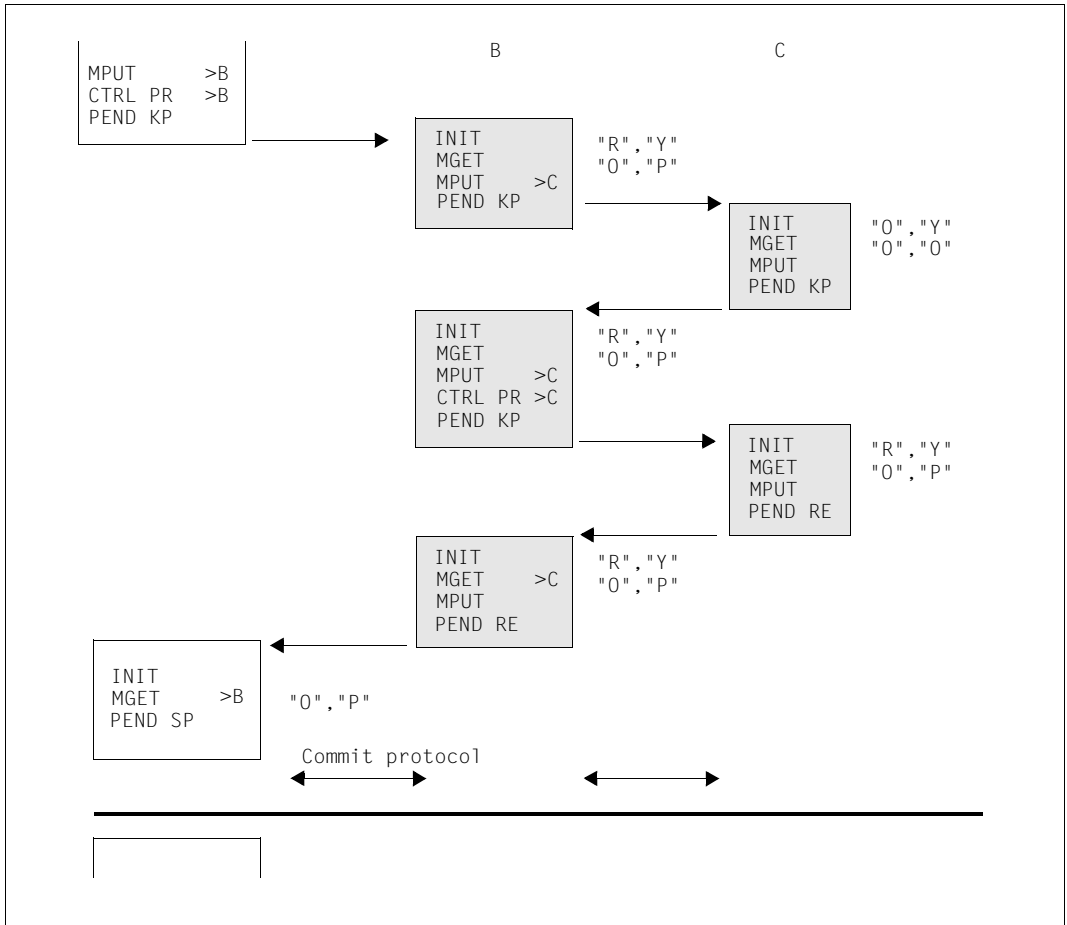 B C
MPUT >B
CTRL PR >B
PEND KP
INIT
MGET
MPUT >C
PEND KP
"R","Y"
"O","P"
INIT
MGET
MPUT
PEND KP
"O","Y"
"O","O"
INIT
MGET
MPUT >C
CTRL PR >C
PEND KP
"R","Y"
"O","P"
INIT
MGET
MPUT
PEND RE
"R","Y"
"O","P"
INIT
MGET >C
MPUT
PEND RE
"R","Y"
"O","P"
INIT
MGET >B
PEND SP
"O","P"
Commit protocol